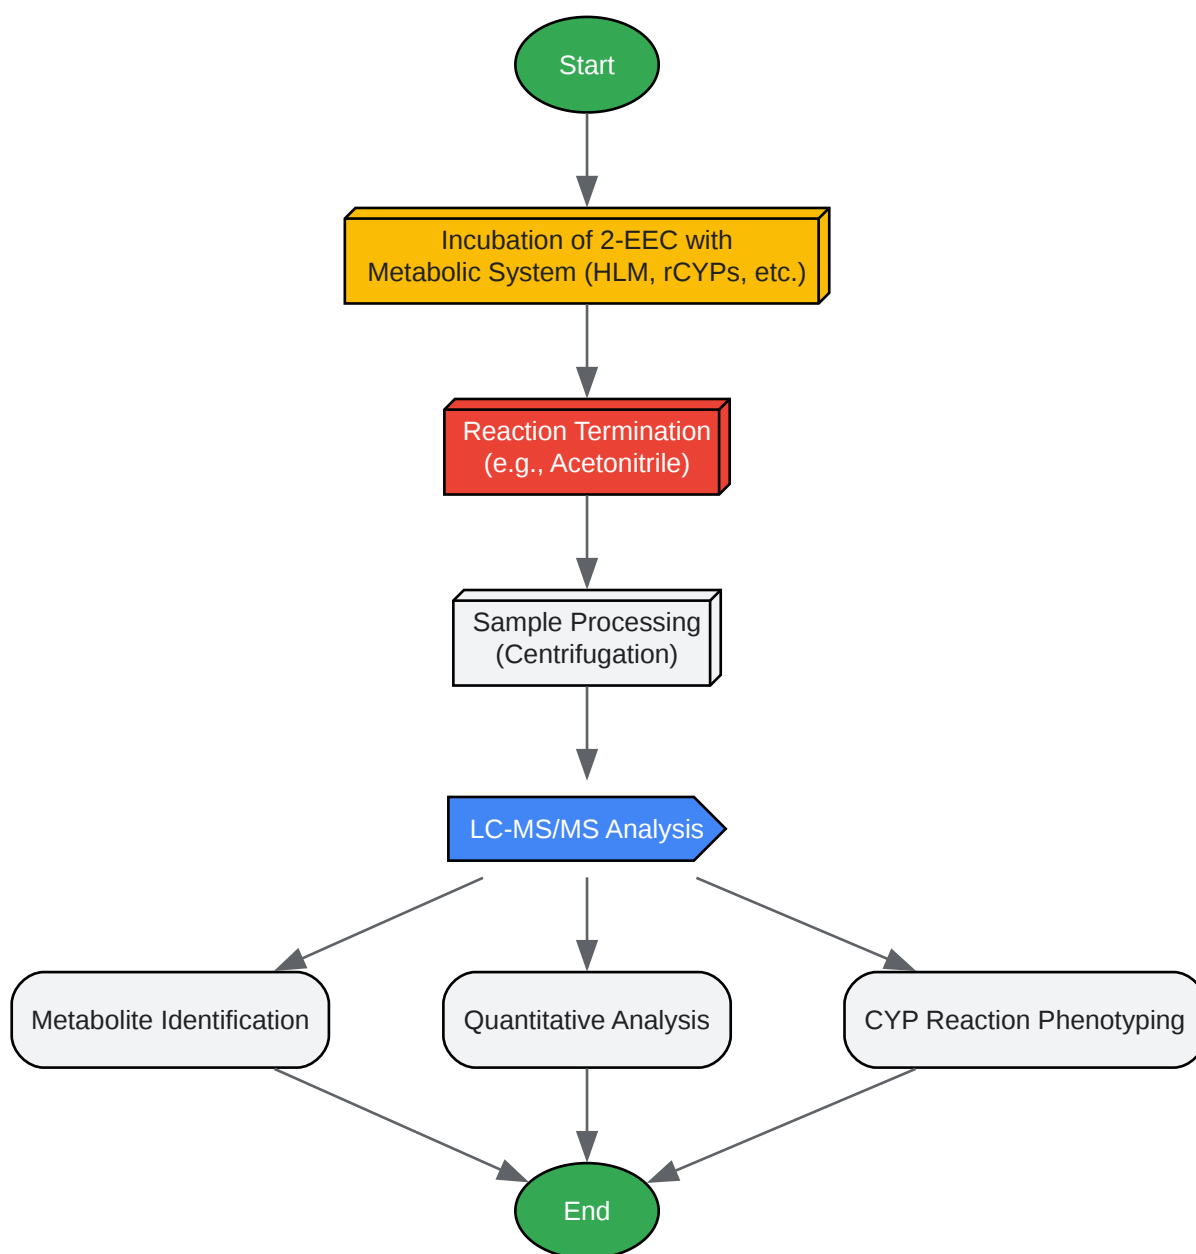 Start
Incubation of 2-EEC with
Metabolic System (HLM, rCYPs, etc.)
Reaction Termination
(e.g., Acetonitrile)
Sample Processing
(Centrifugation)
LC-MS/MS Analysis
Metabolite Identification
Quantitative Analysis
CYP Reaction Phenotyping
End